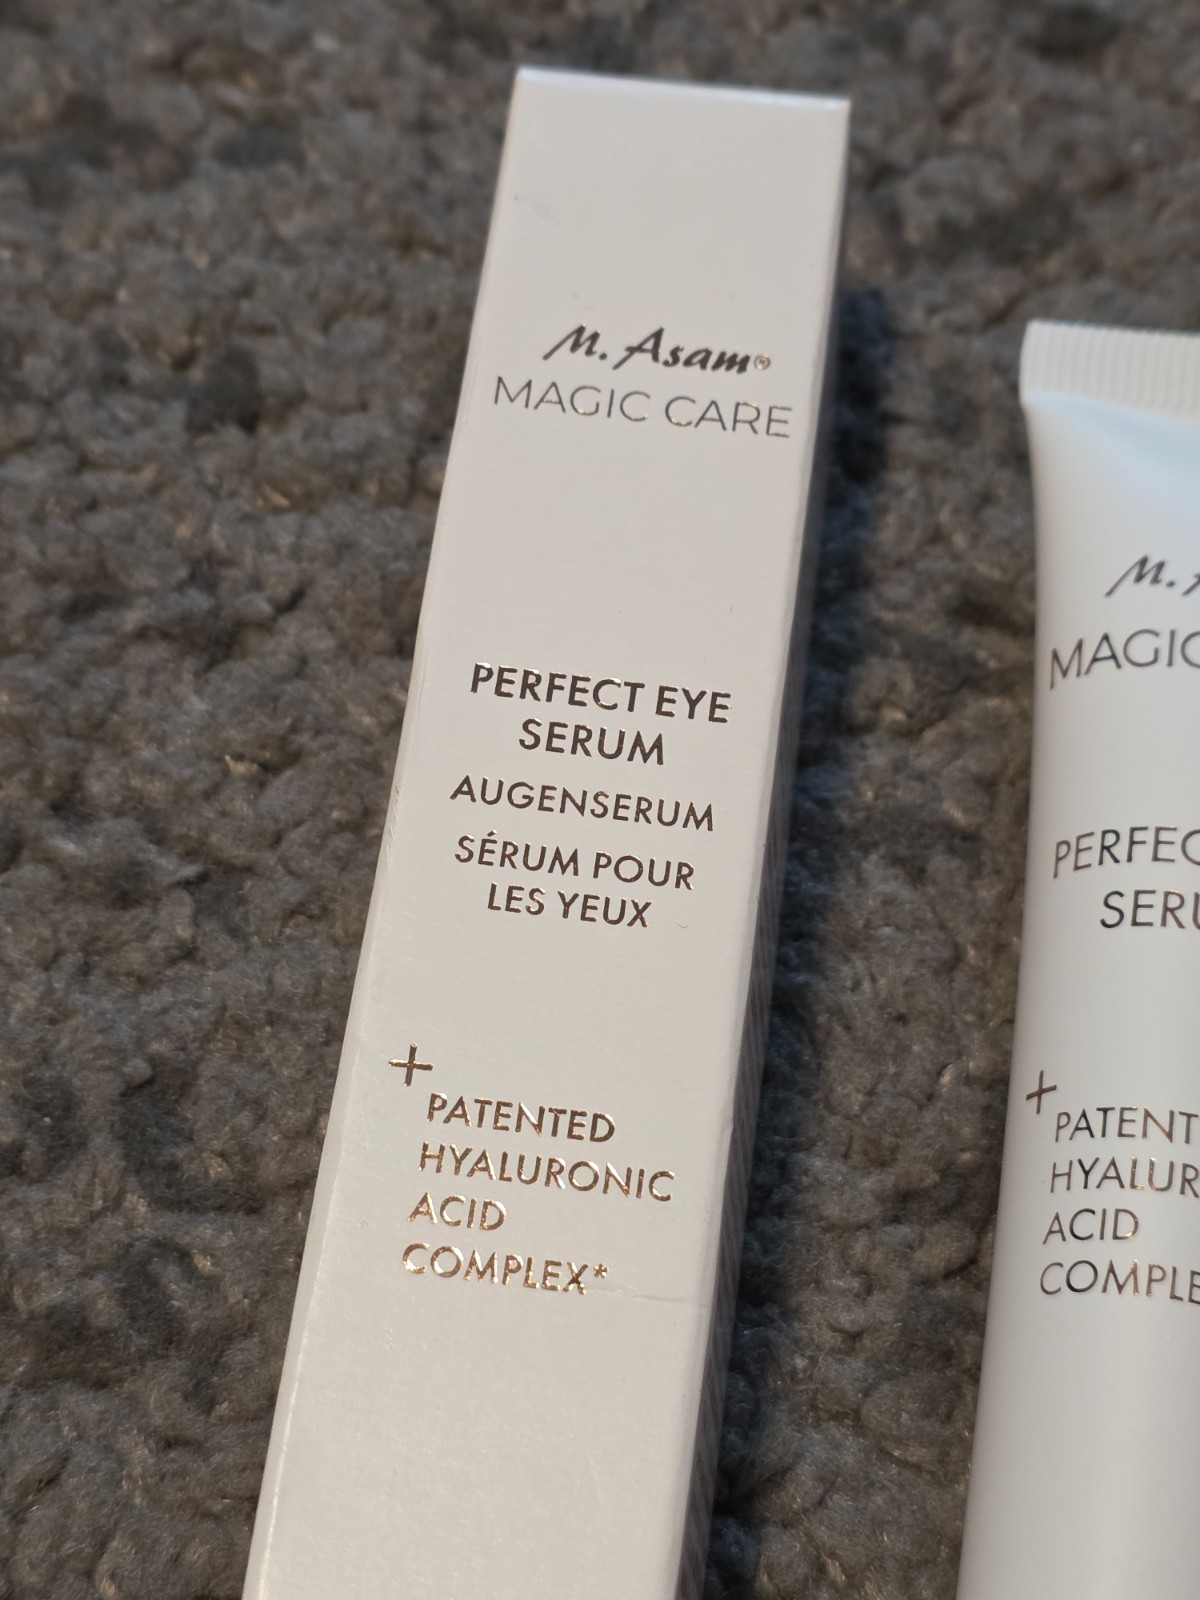 M. Asam®
MAGIC CARE
PERFECT EYE
SERUM
AUGENSERUM
SÉRUM POUR
LES YEUX
+
PATENTED
HYALURONIC
ACID
COMPLEX*
M.
MAGIC
+
ACID